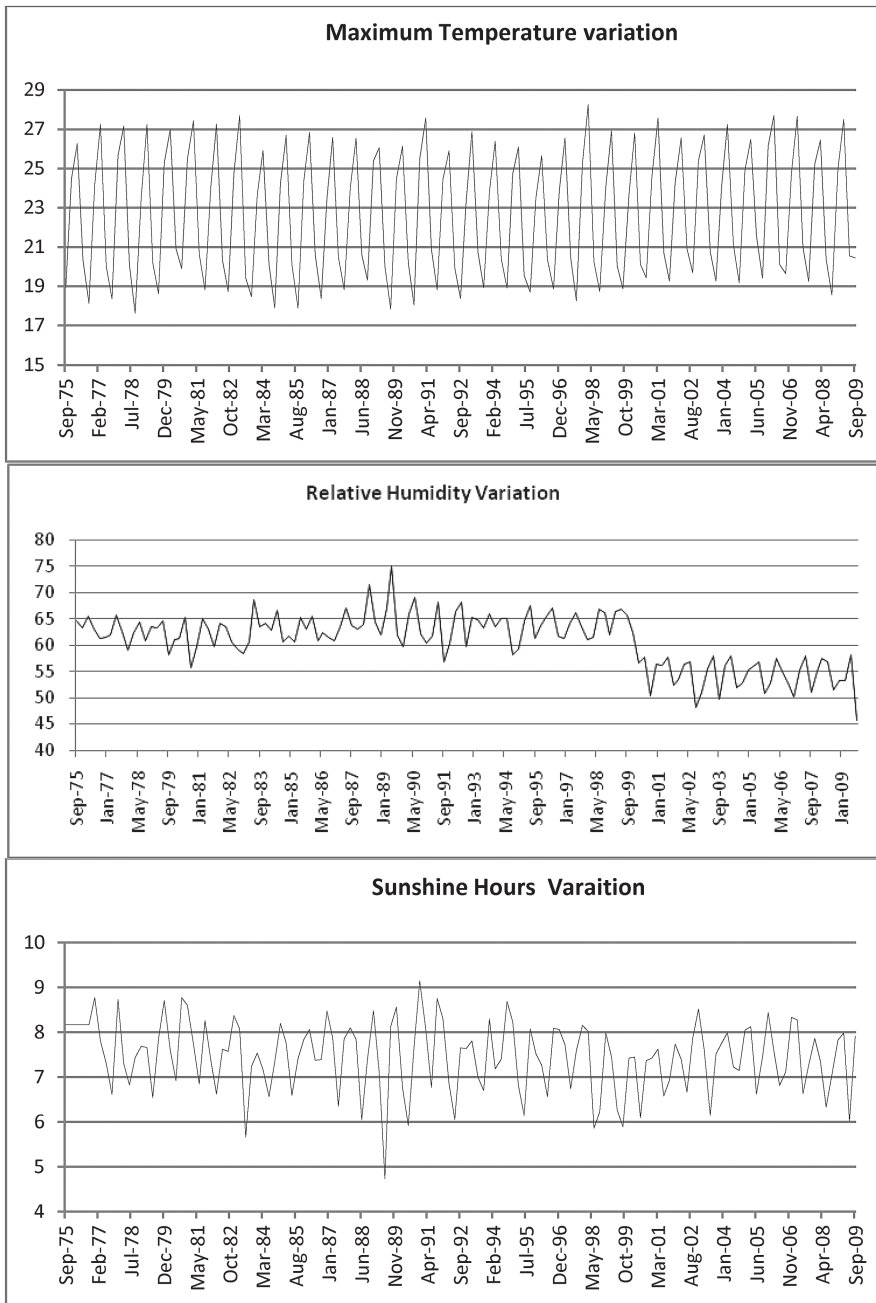 Maximum Temperature variation
29
27
25
23
21
19
17
15
Sep-75
Feb-77
Jul-78
Dec-79
May-81
Oct-82
Mar-84
Aug-85
Jan-87
Jun-88
Nov-89
Apr-91
Sep-92
Feb-94
Jul-95
Dec-96
May-98
Oct-99
Mar-01
Aug-02
Jan-04
Jun-05
Nov-06
Apr-08
Sep-09
Relative Humidity Variation
80
75
70
65
60
55
50
45
40
Sep-75
Jan-77
May-78
Sep-79
Jan-81
May-82
Sep-83
Jan-85
May-86
Sep-87
Jan-89
May-90
Sep-91
Jan-93
May-94
Sep-95
Jan-97
May-98
Sep-99
Jan-01
May-02
Sep-03
Jan-05
May-06
Sep-07
Jan-09
Sunshine Hours Varaition
10
9
8
7
6
5
4
Sep-75
Feb-77
Jul-78
Dec-79
May-81
Oct-82
Mar-84
Aug-85
Jan-87
Jun-88
Nov-89
Apr-91
Sep-92
Feb-94
Jul-95
Dec-96
May-98
Oct-99
Mar-01
Aug-02
Jan-04
Jun-05
Nov-06
Apr-08
Sep-09